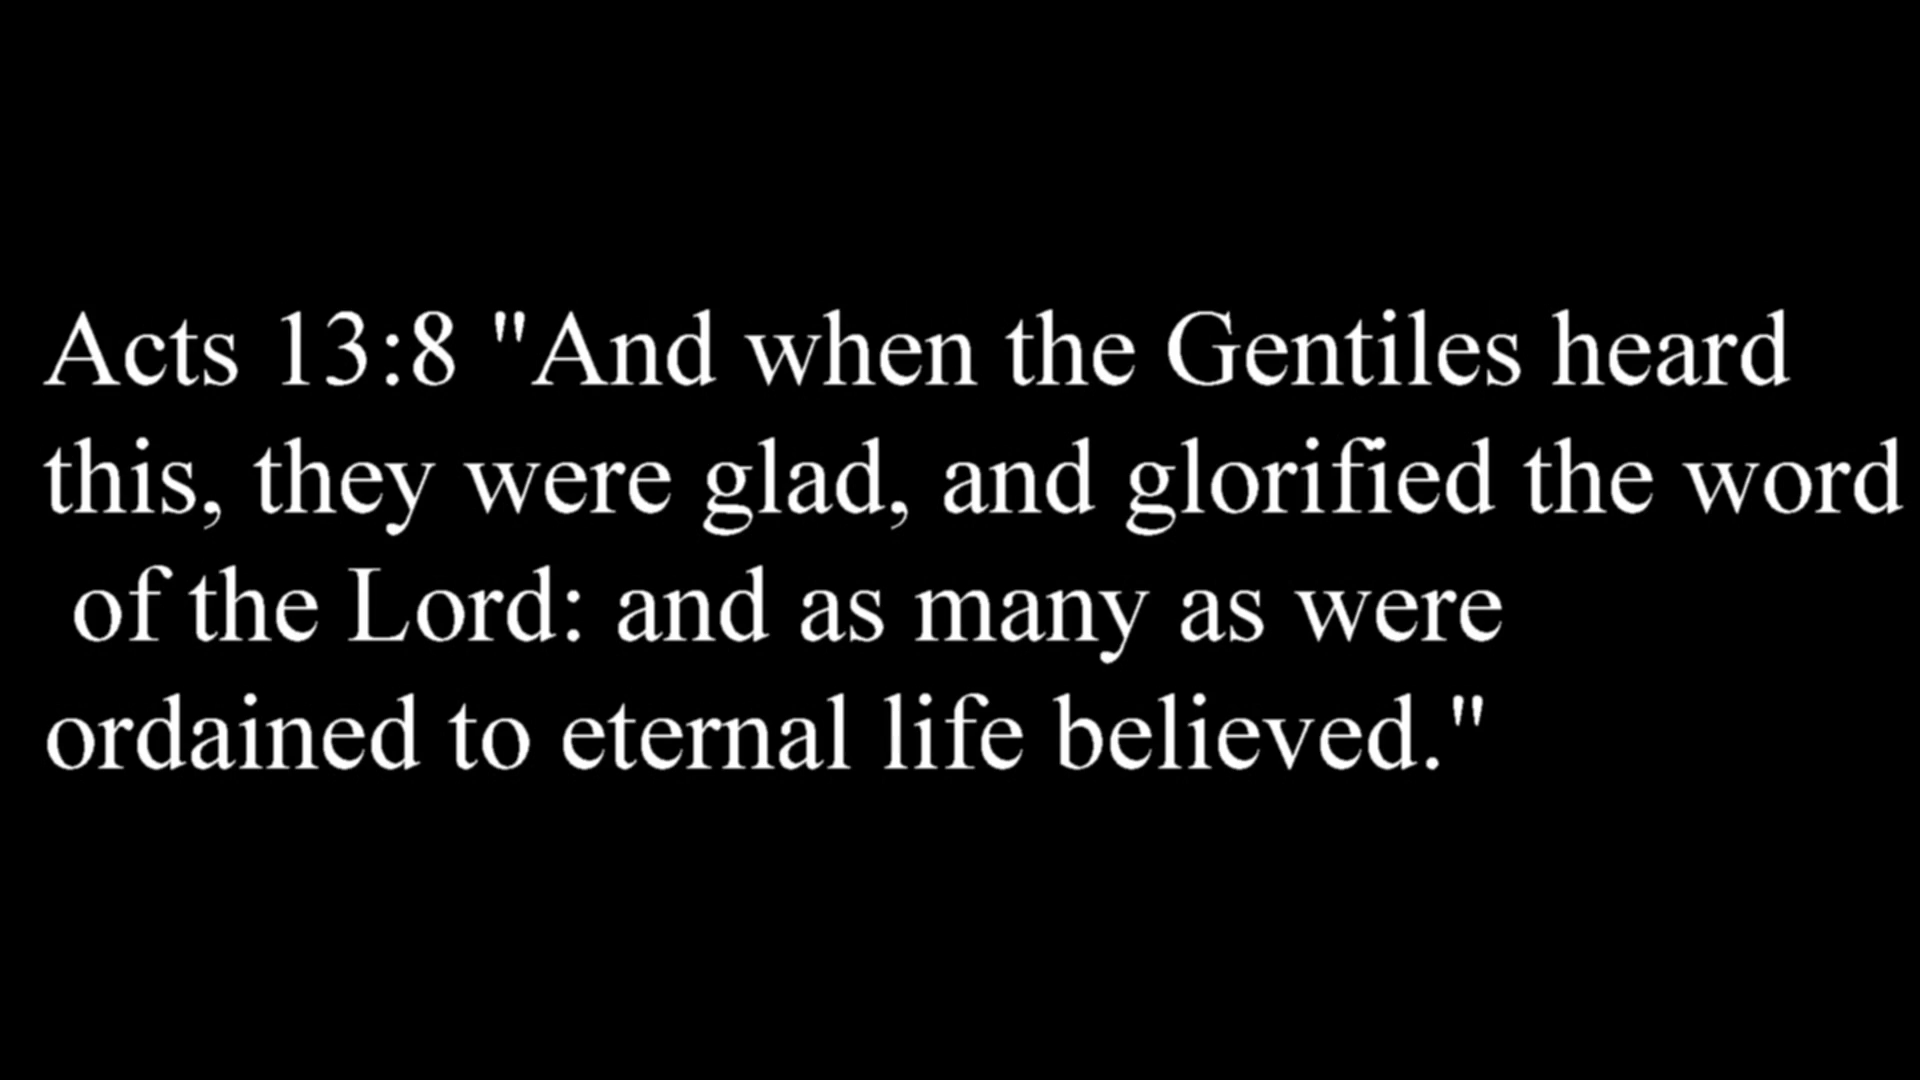 Acts 13:8 "And when the Gentiles heard
this, they were glad, and glorified the word
of the Lord: and as many as were
ordained to eternal life believed."